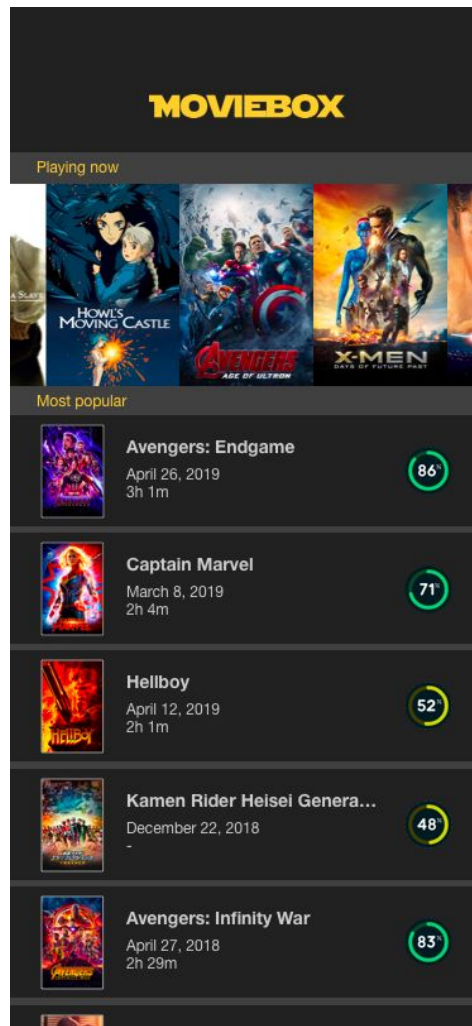 MOVIEBOX
Playing now
A SLAVE
HOWL'S
MOVING CASTLE
AVENGERS
AGE OF ULTRON
X-MEN
DAYS OF FUTURE PAST
Most popular
Avengers: Endgame
April 26, 2019
3h 1m
86%
Captain Marvel
March 8, 2019
2h 4m
71%
Hellboy
April 12, 2019
2h 1m
52%
HELLBOY
Kamen Rider Heisei Genera...
December 22, 2018
-
48%
Avengers: Infinity War
April 27, 2018
2h 29m
83%
AVENGERS